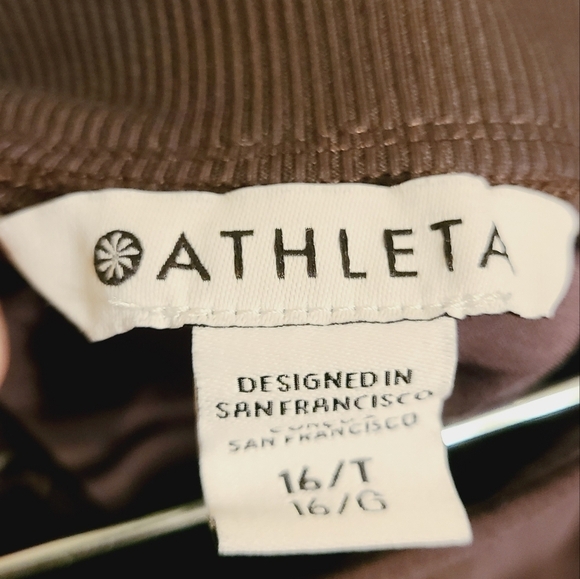 ATHLETA
DESIGNED IN
SAN FRANCISCO
SAN FRANCISCO
16/T
16/G